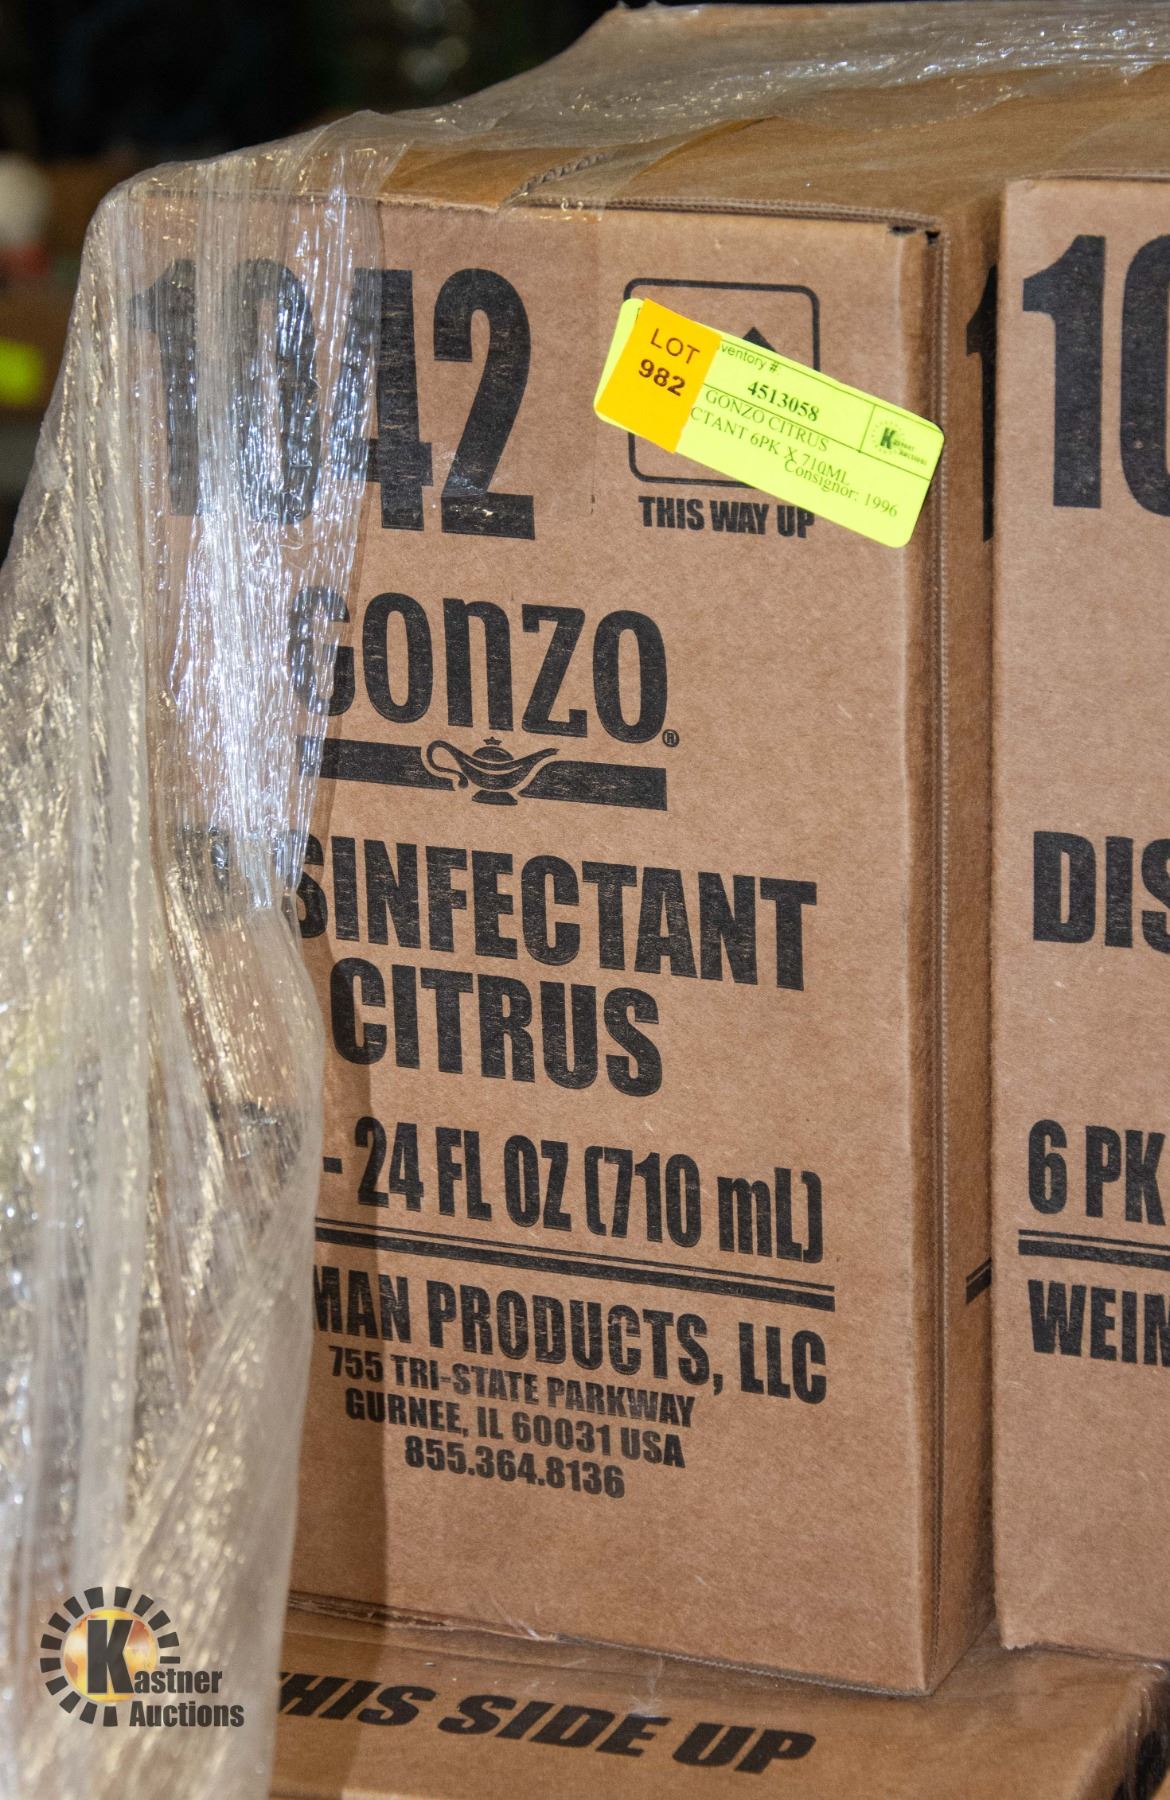 1042
LOT
982
ventory #
4513058
GONZO CITRUS
CTANT 6PK X 710ML
Consignor: 1996
Kastner
Auctions
THIS WAY UP
GONZO®
SINFECTANT
CITRUS
- 24 FL OZ (710 mL)
MAN PRODUCTS, LLC
755 TRI-STATE PARKWAY
GURNEE, IL 60031 USA
855.364.8136
10
DIS
6 PK
WEIN
HIS SIDE UP
Kastner
Auctions